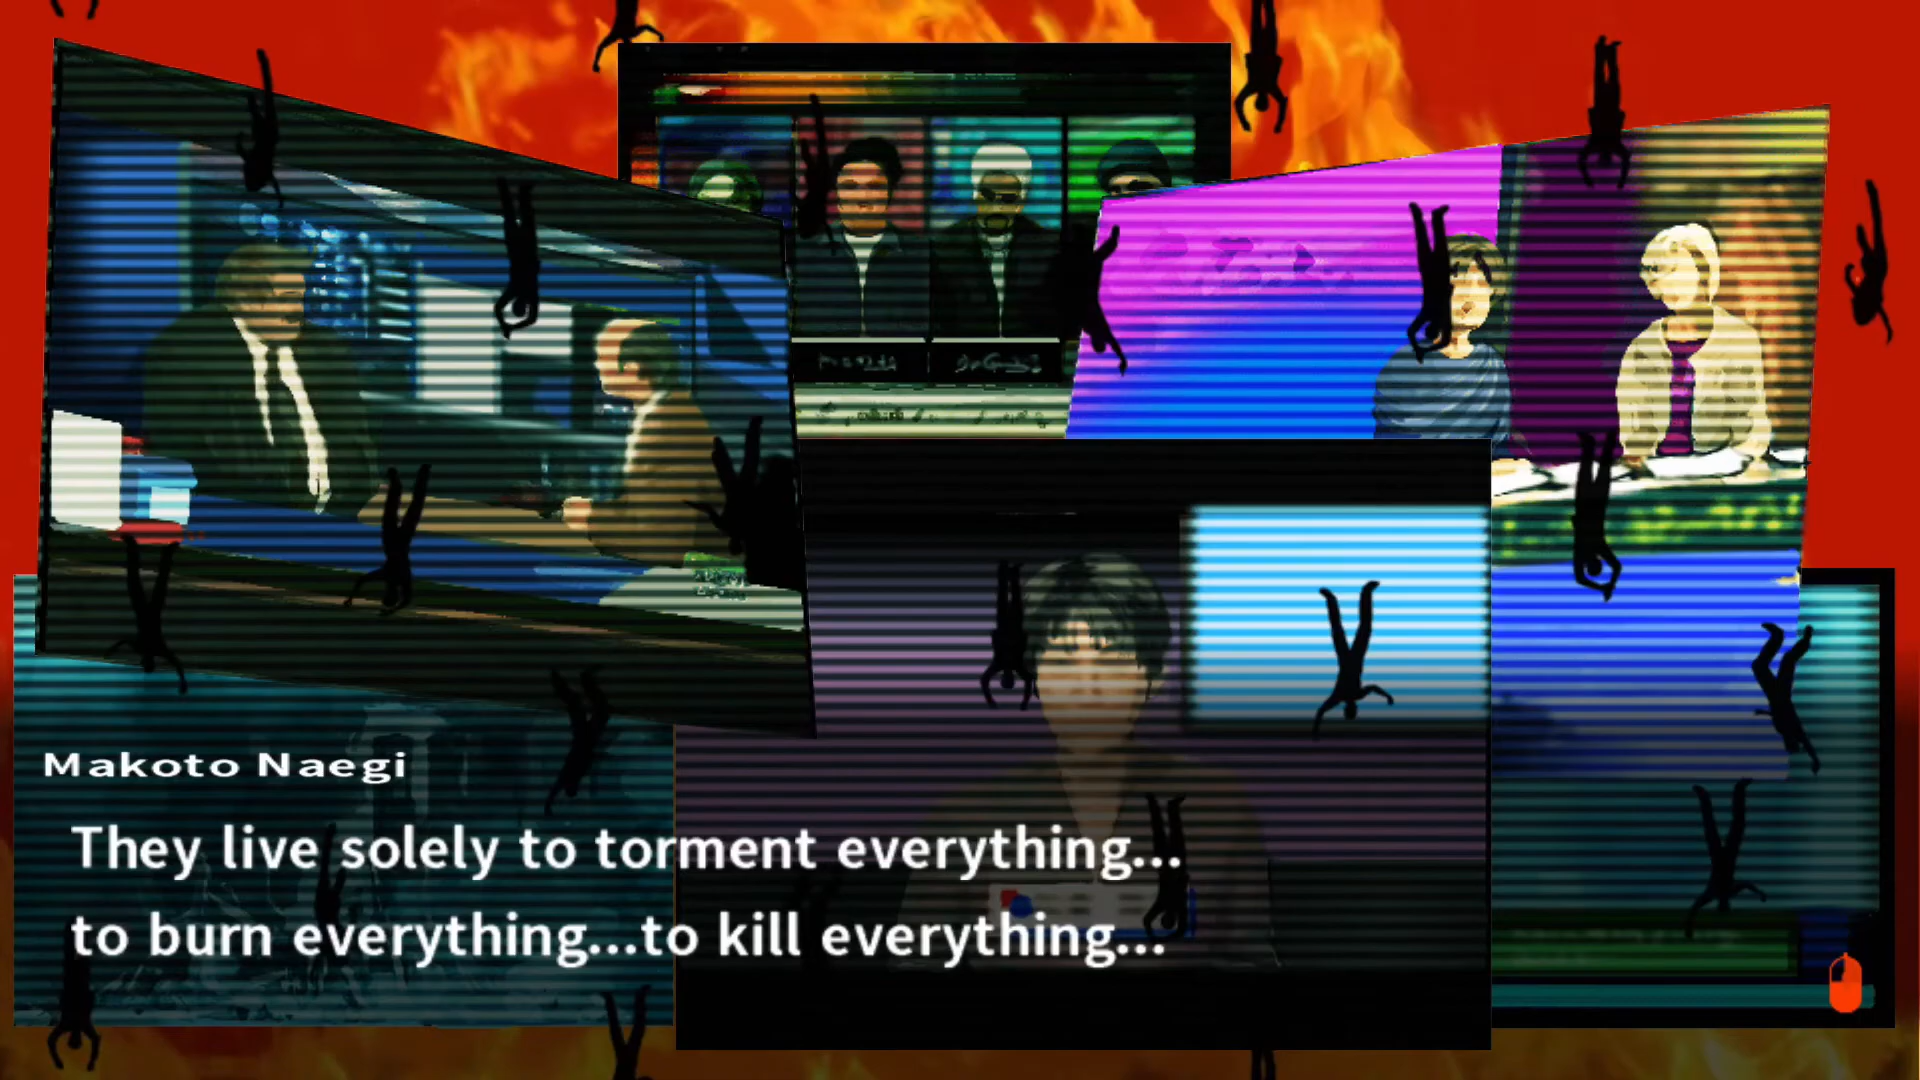 Makoto Naegi
They live solely to torment everything...
to burn everything...to kill everything...